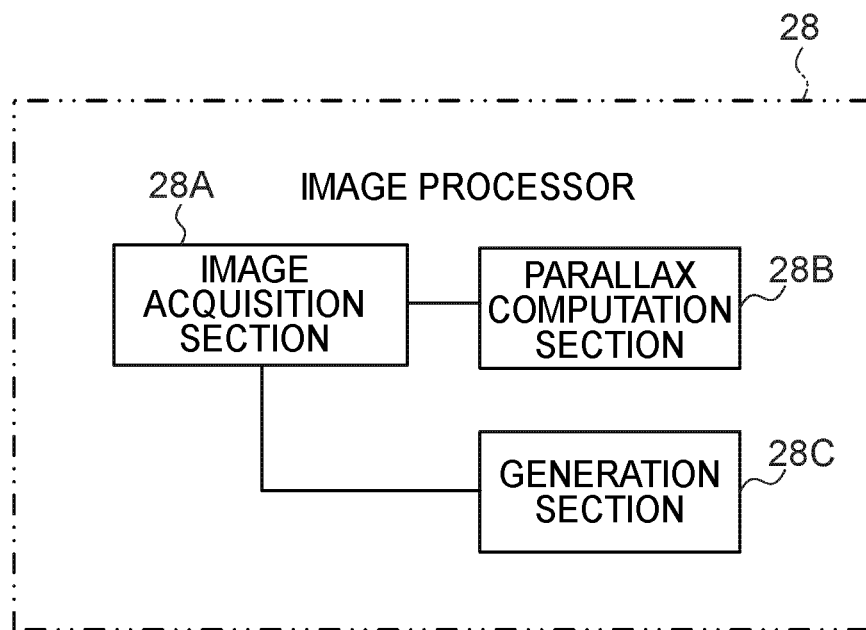 28
28A
IMAGE PROCESSOR
IMAGE
ACQUISITION
SECTION
PARALLAX
COMPUTATION
SECTION
28B
GENERATION
SECTION
28C